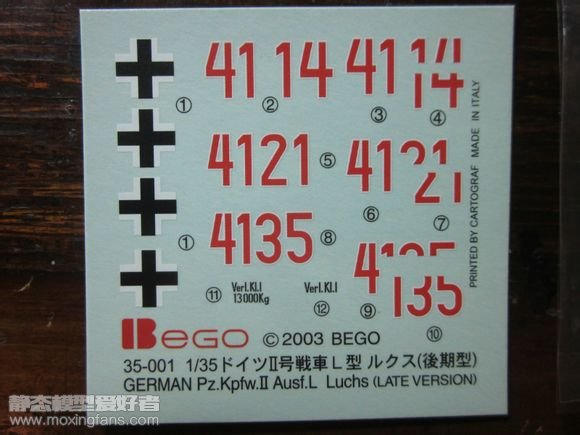 41 14 41 14
① ② ③ ④
4121 ⑤ 4121
⑥ ⑦
① 4135 ⑧ 4135
⑪ Verl.Kl.I
13000Kg
Verl.Kl.I
⑫ ⑨ ⑩
PRINTED BY CARTOGRAF MADE IN ITALY
BEGO ©2003 BEGO
35-001 1/35ドイツⅡ号戦車L型 ルクス(後期型)
GERMAN Pz.Kpfw.II Ausf.L Luchs (LATE VERSION)
静态模型爱好者
www.moxingfans.com